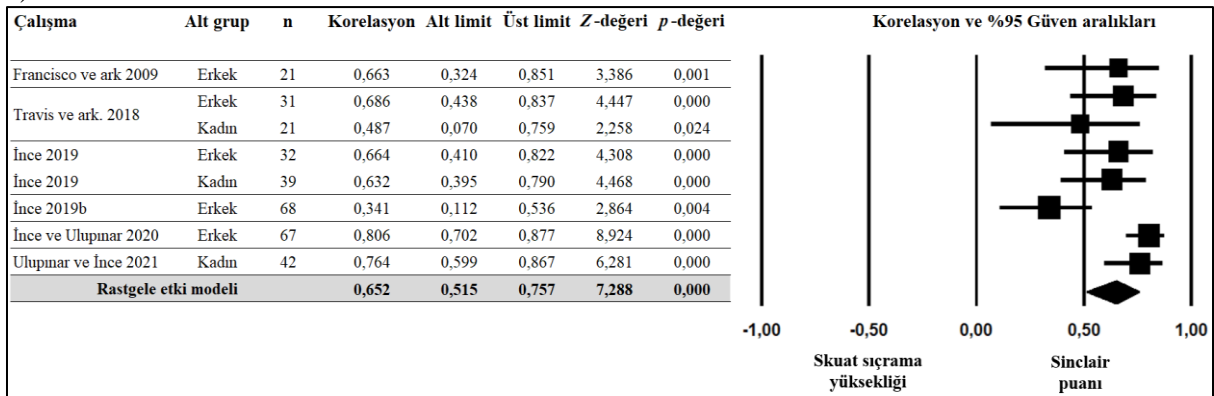 Çalışma Alt grup n Korelasyon Alt limit Üst limit Z-değeri p-değeri Korelasyon ve %95 Güven aralıkları
Francisco ve ark 2009 Erkek 21 0,663 0,324 0,851 3,386 0,001
Travis ve ark. 2018 Erkek 31 0,686 0,438 0,837 4,447 0,000
Kadın 21 0,487 0,070 0,759 2,258 0,024
İnce 2019 Erkek 32 0,664 0,410 0,822 4,308 0,000
İnce 2019 Kadın 39 0,632 0,395 0,790 4,468 0,000
İnce 2019b Erkek 68 0,341 0,112 0,536 2,864 0,004
İnce ve Ulupınar 2020 Erkek 67 0,806 0,702 0,877 8,924 0,000
Ulupınar ve İnce 2021 Kadın 42 0,764 0,599 0,867 6,281 0,000
Rastgele etki modeli 0,652 0,515 0,757 7,288 0,000
-1,00 -0,50 0,00 0,50 1,00
Skuat sıçrama Sinclair
yüksekliği puanı